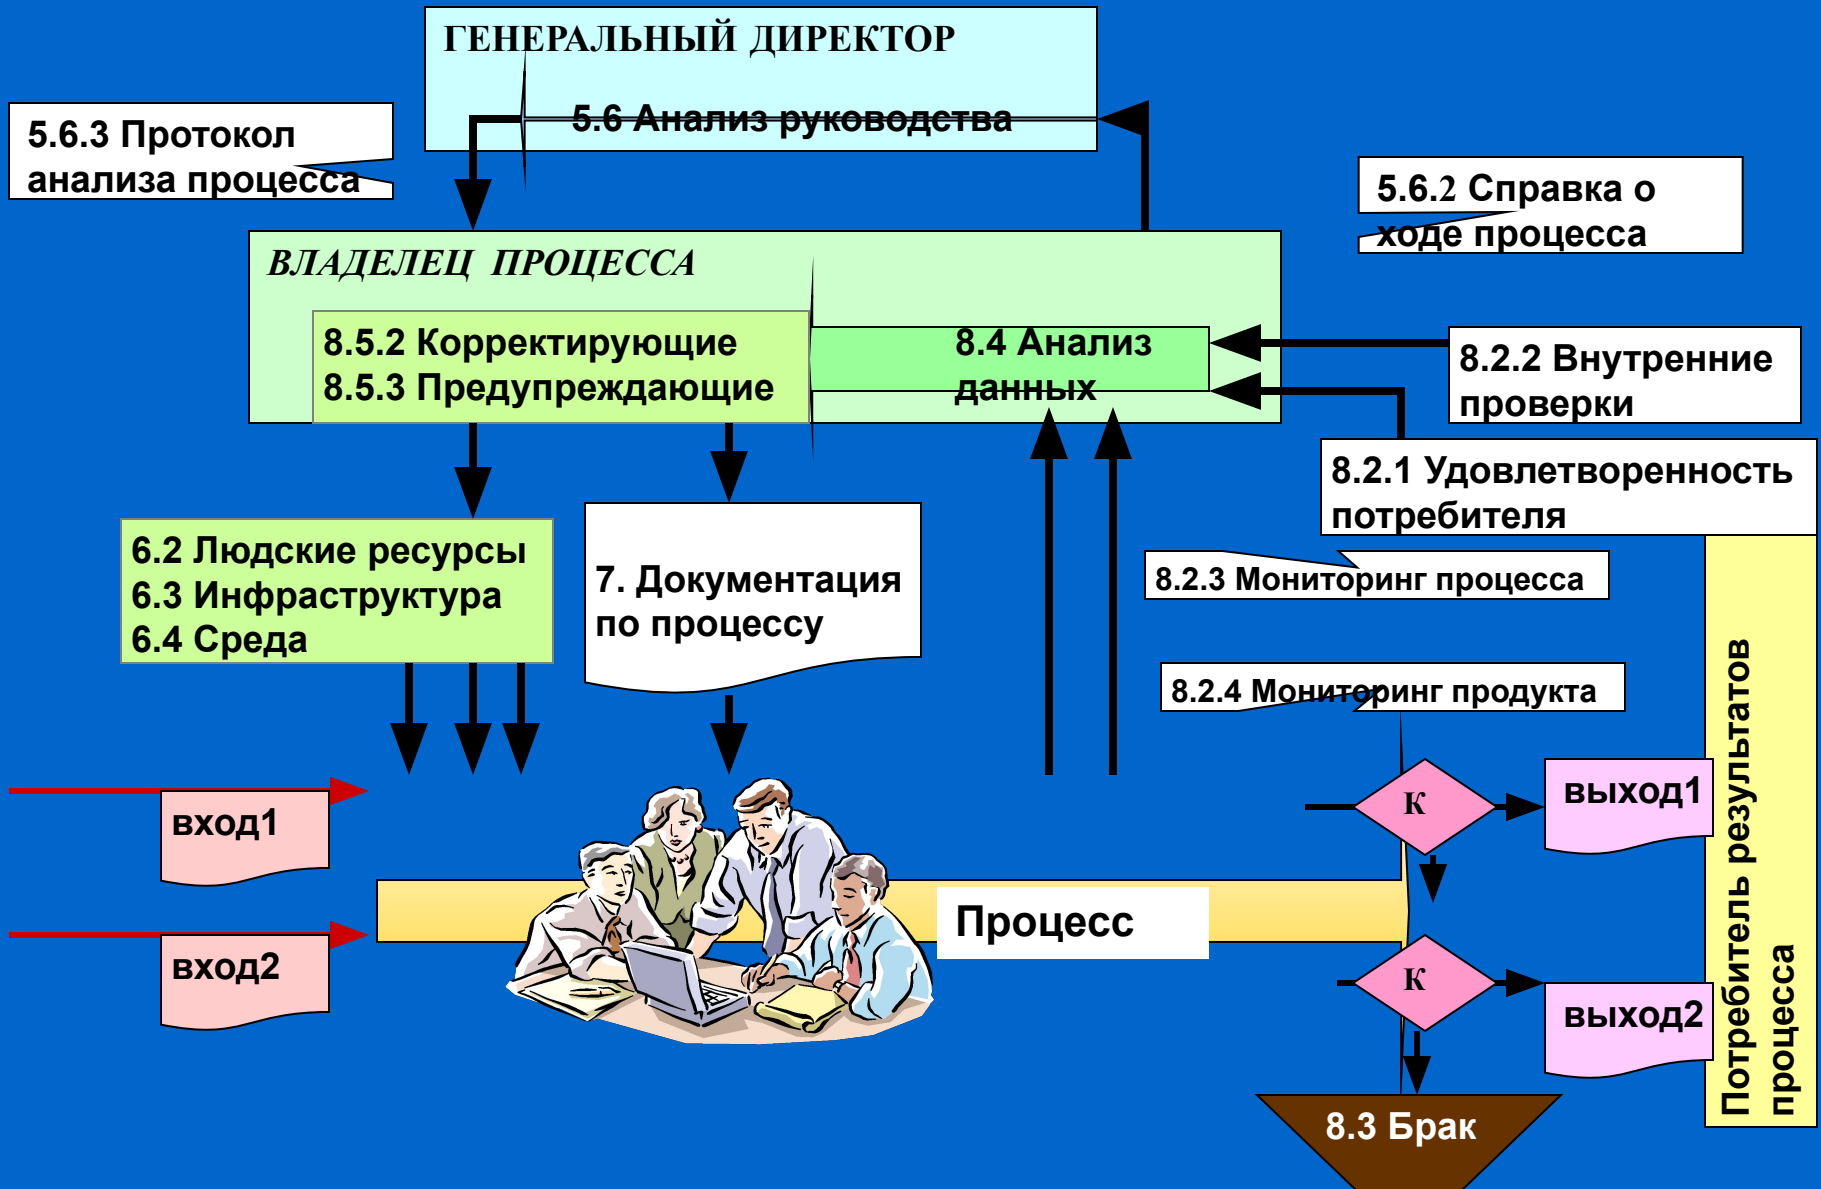 ГЕНЕРАЛЬНЫЙ ДИРЕКТОР
5.6 Анализ руководства
5.6.3 Протокол
анализа процесса
5.6.2 Справка о
ходе процесса
ВЛАДЕЛЕЦ ПРОЦЕССА
8.5.2 Корректирующие
8.5.3 Предупреждающие
8.4 Анализ
данных
8.2.2 Внутренние
проверки
8.2.1 Удовлетворенность
потребителя
6.2 Людские ресурсы
6.3 Инфраструктура
6.4 Среда
7. Документация
по процессу
8.2.3 Мониторинг процесса
8.2.4 Мониторинг продукта
вход1
вход2
Процесс
К
выход1
К
выход2
Потребитель результатов
процесса
8.3 Брак